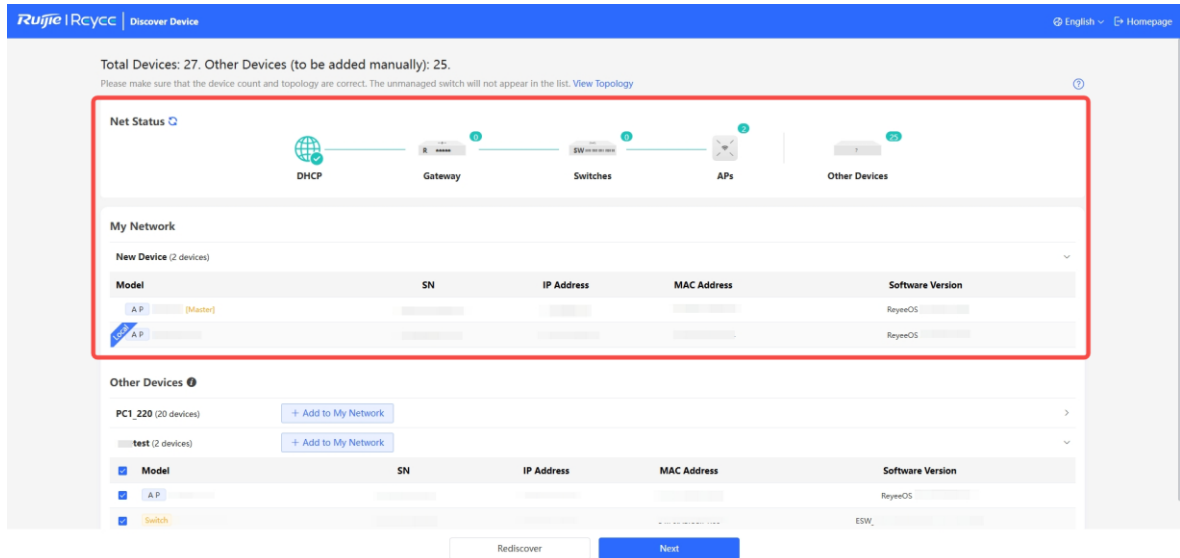 Ruijie | Rcycc | Discover Device
English
Homepage
Total Devices: 27. Other Devices (to be added manually): 25.
Please make sure that the device count and topology are correct. The unmanaged switch will not appear in the list. View Topology
Net Status
0
0
2
25
R
SW
DHCP
Gateway
Switches
APs
Other Devices
My Network
New Device (2 devices)
Model SN IP Address MAC Address Software Version
A P [Master] ReyeeOS
Local A P ReyeeOS
Other Devices
PC1_220 (20 devices) + Add to My Network
test (2 devices) + Add to My Network
Model SN IP Address MAC Address Software Version
A P ReyeeOS
Switch ESW_
Rediscover Next